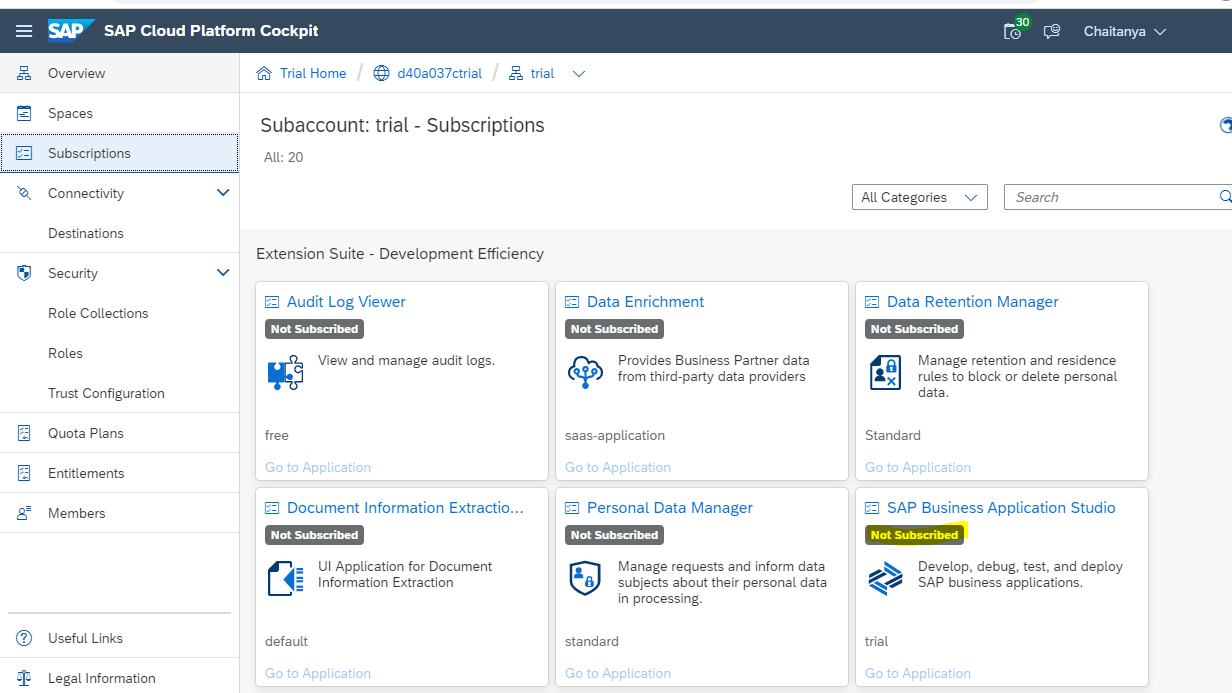 SAP SAP Cloud Platform Cockpit
30
Chaitanya
Overview
Spaces
Subscriptions
Connectivity
Destinations
Security
Role Collections
Roles
Trust Configuration
Quota Plans
Entitlements
Members
Useful Links
Legal Information
Trial Home / d40a037ctrial / trial
Subaccount: trial - Subscriptions
All: 20
All Categories
Search
Extension Suite - Development Efficiency
Audit Log Viewer
Not Subscribed
View and manage audit logs.
free
Go to Application
Data Enrichment
Not Subscribed
Provides Business Partner data
from third-party data providers
saas-application
Go to Application
Data Retention Manager
Not Subscribed
Manage retention and residence
rules to block or delete personal
data.
Standard
Go to Application
Document Information Extractio...
Not Subscribed
UI Application for Document
Information Extraction
default
Go to Application
Personal Data Manager
Not Subscribed
Manage requests and inform data
subjects about their personal data
in processing.
standard
Go to Application
SAP Business Application Studio
Not Subscribed
Develop, debug, test, and deploy
SAP business applications.
trial
Go to Application